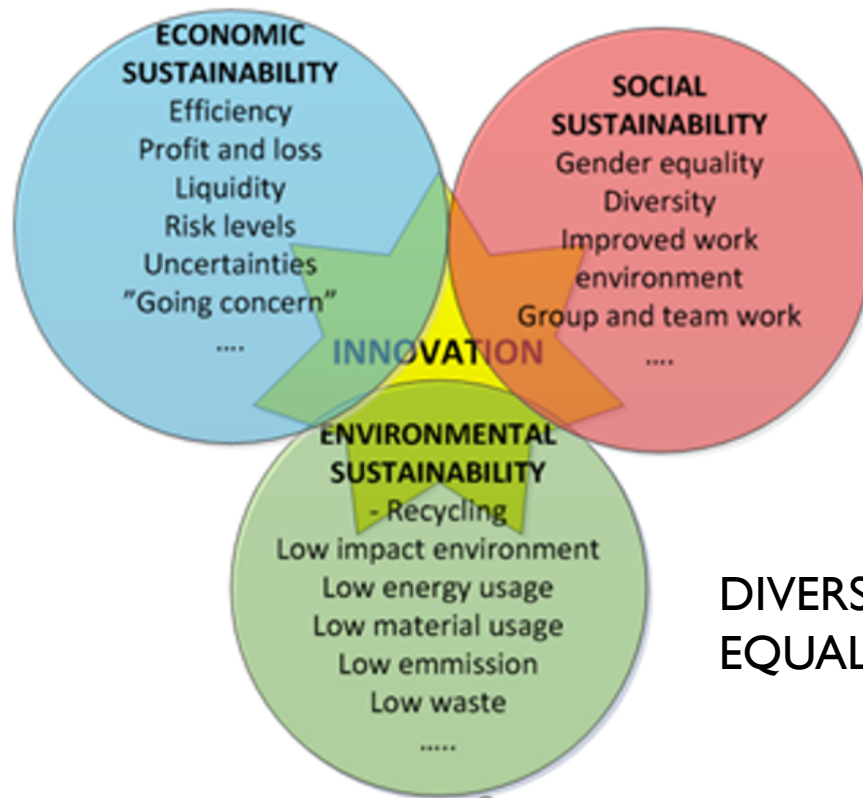 ECONOMIC
SUSTAINABILITY
Efficiency
Profit and loss
Liquidity
Risk levels
Uncertainties
”Going concern”
....
SOCIAL
SUSTAINABILITY
Gender equality
Diversity
Improved work
environment
Group and team work
....
INNOVATION
ENVIRONMENTAL
SUSTAINABILITY
- Recycling
Low impact environment
Low energy usage
Low material usage
Low emmission
Low waste
.....
DIVERS
EQUAL